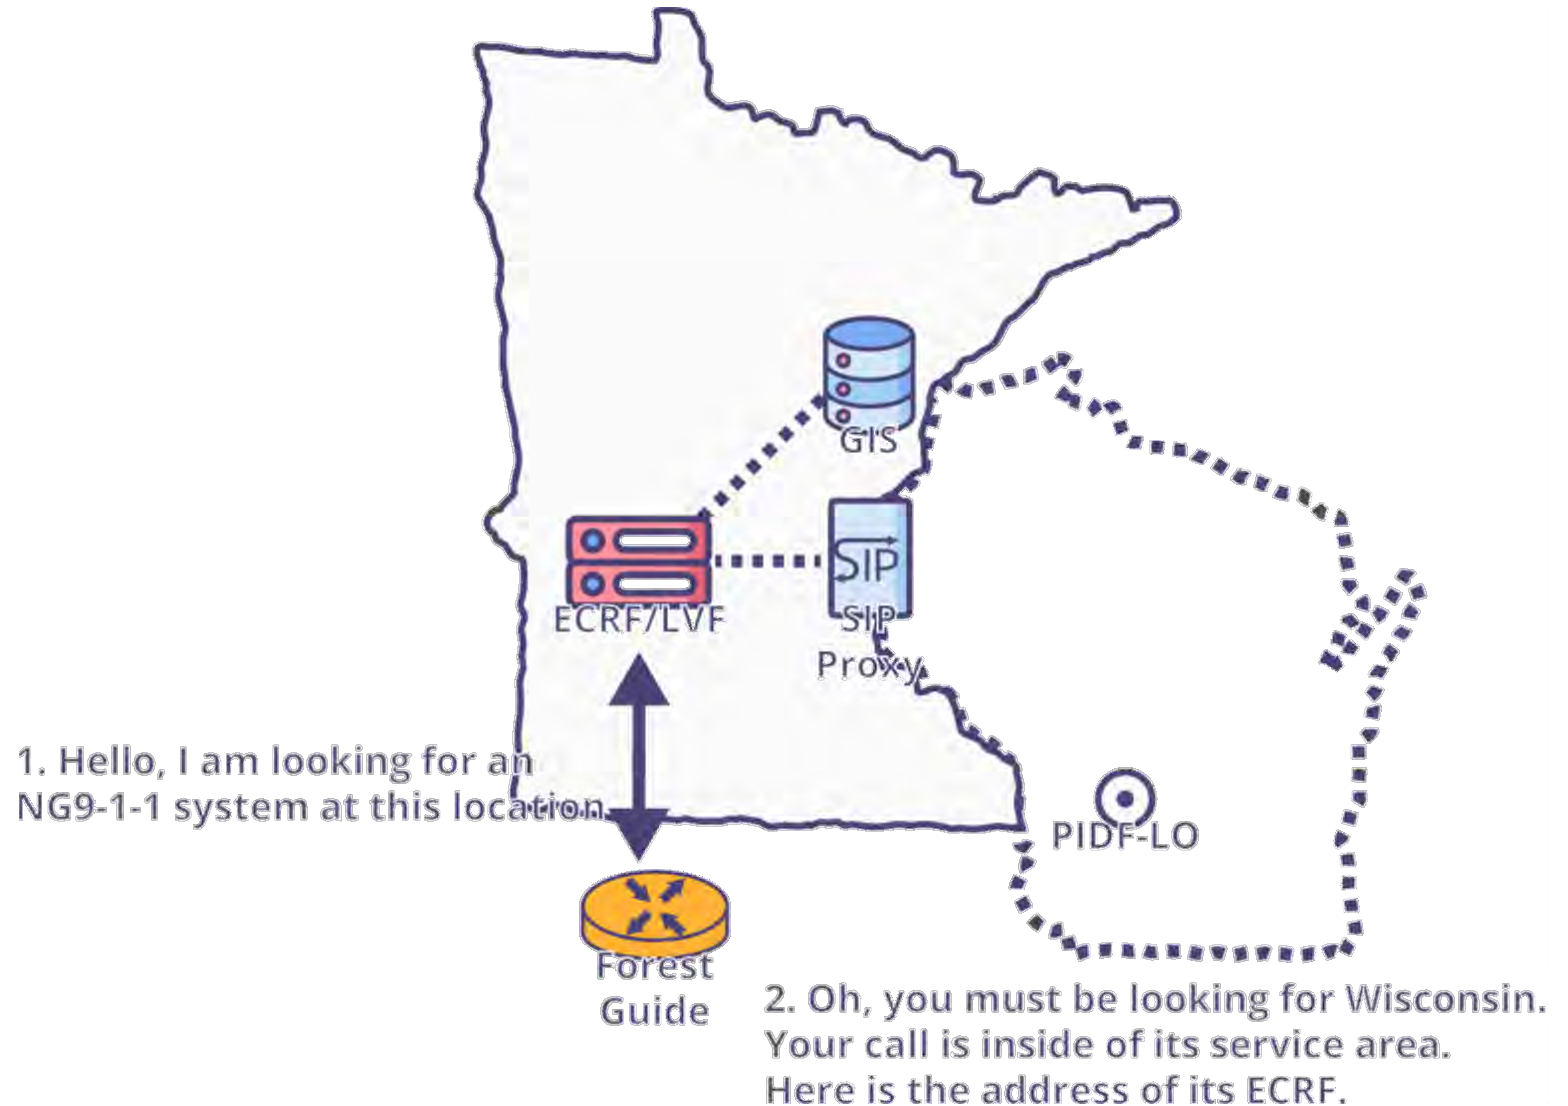 GIS
SIP
ECRF/LVF
SIP
Proxy
1. Hello, I am looking for an
NG9-1-1 system at this location
PIDF-LO
Forest
Guide
2. Oh, you must be looking for Wisconsin.
Your call is inside of its service area.
Here is the address of its ECRF.